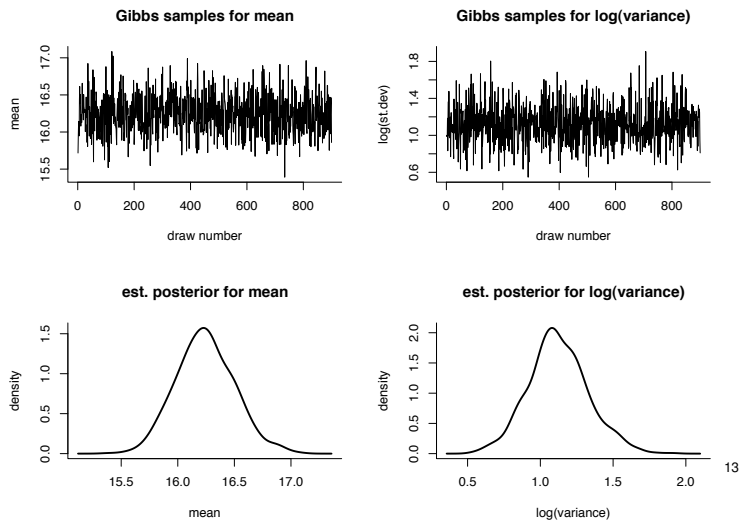 Gibbs samples for mean
mean
15.5 16.0 16.5 17.0
0 200 400 600 800
draw number
Gibbs samples for log(variance)
log(st.dev)
0.6 1.0 1.4 1.8
0 200 400 600 800
draw number
est. posterior for mean
density
0.0 0.5 1.0 1.5
15.5 16.0 16.5 17.0
mean
est. posterior for log(variance)
density
0.0 0.5 1.0 1.5 2.0
0.5 1.0 1.5 2.0
log(variance)
13